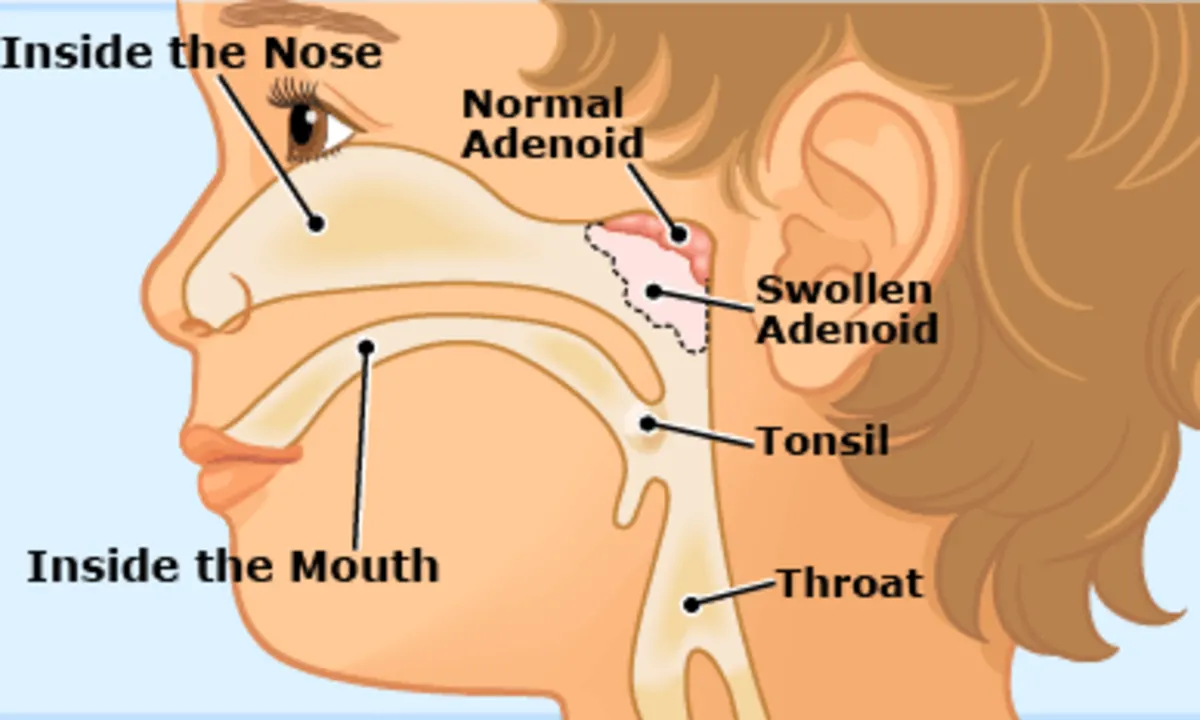 Inside the Nose
Normal
Adenoid
Swollen
Adenoid
Tonsil
Inside the Mouth
Throat